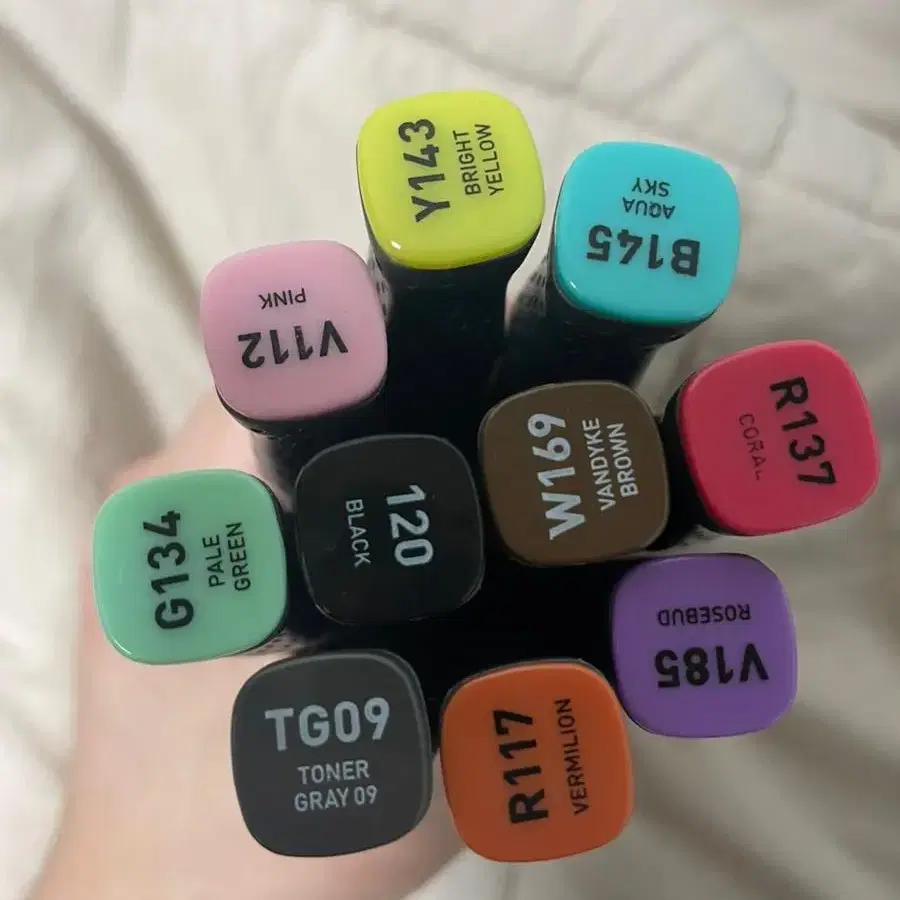 Y143
BRIGHT
YELLOW
B145
AQUA
SKY
V112
PINK
R137
CORAL
W169
VANDYKE
BROWN
120
BLACK
G134
PALE
GREEN
V185
ROSEBUD
TG09
TONER
GRAY 09
R117
VERMILION